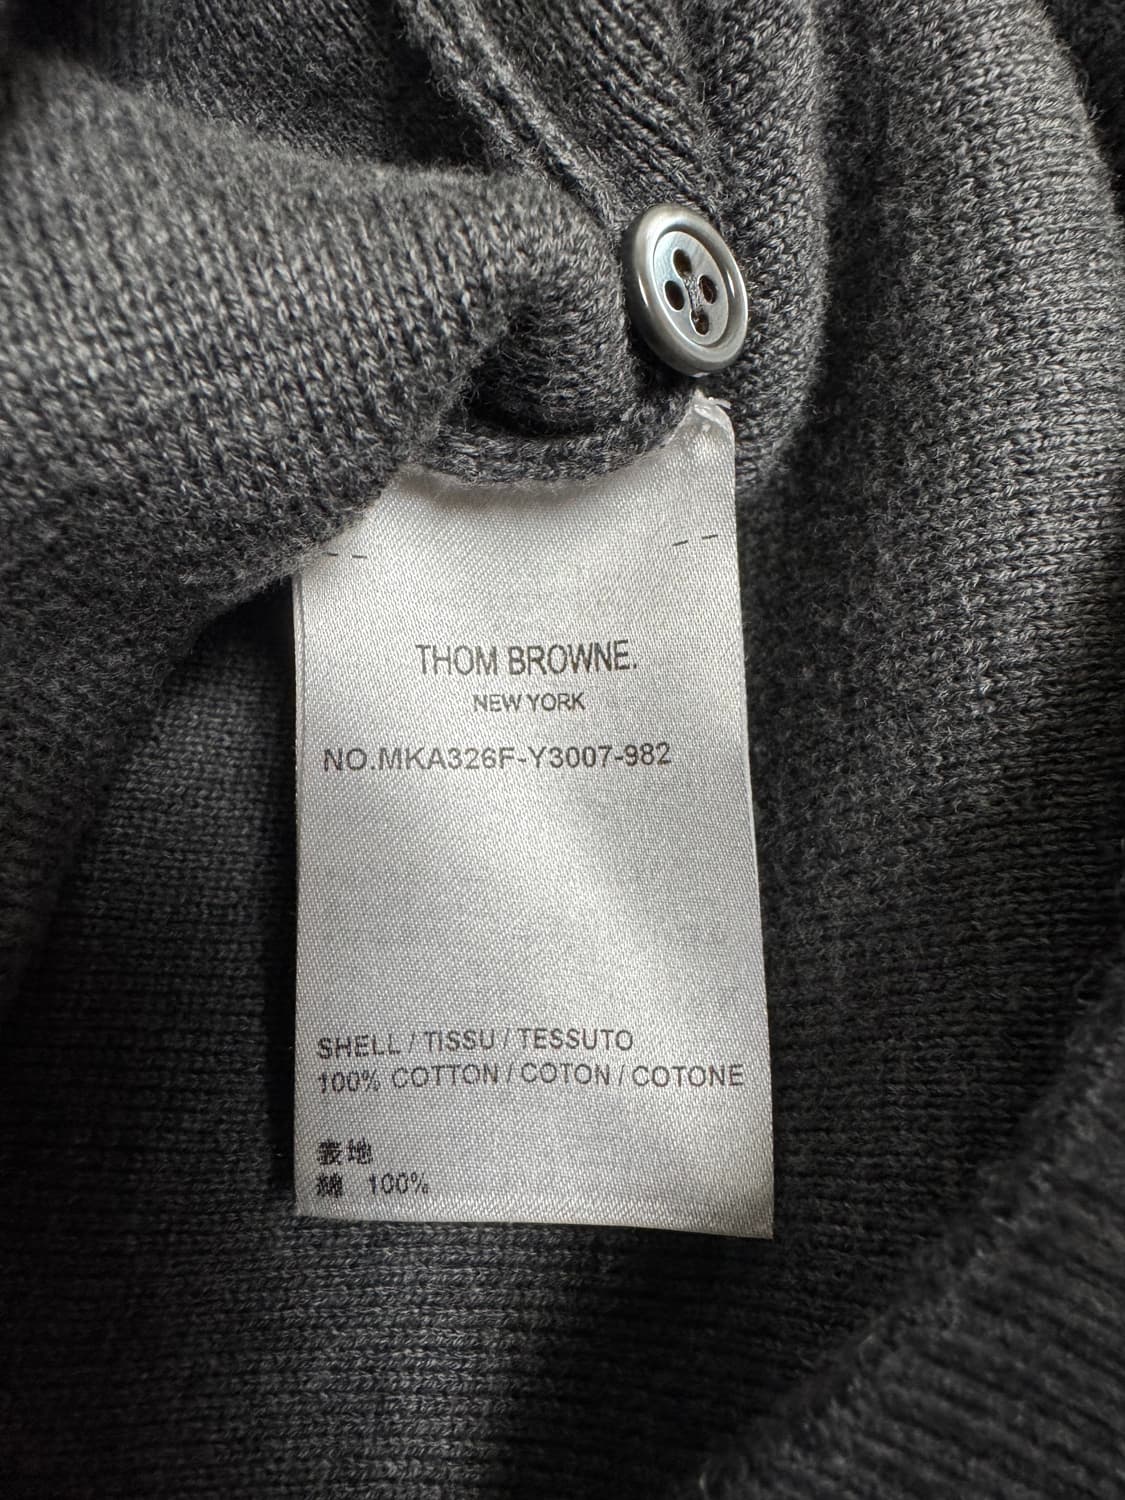 THOM BROWNE.
NEW YORK
NO.MKA326F-Y3007-982
SHELL / TISSU / TESSUTO
100% COTTON / COTON / COTONE
表地
綿 100%